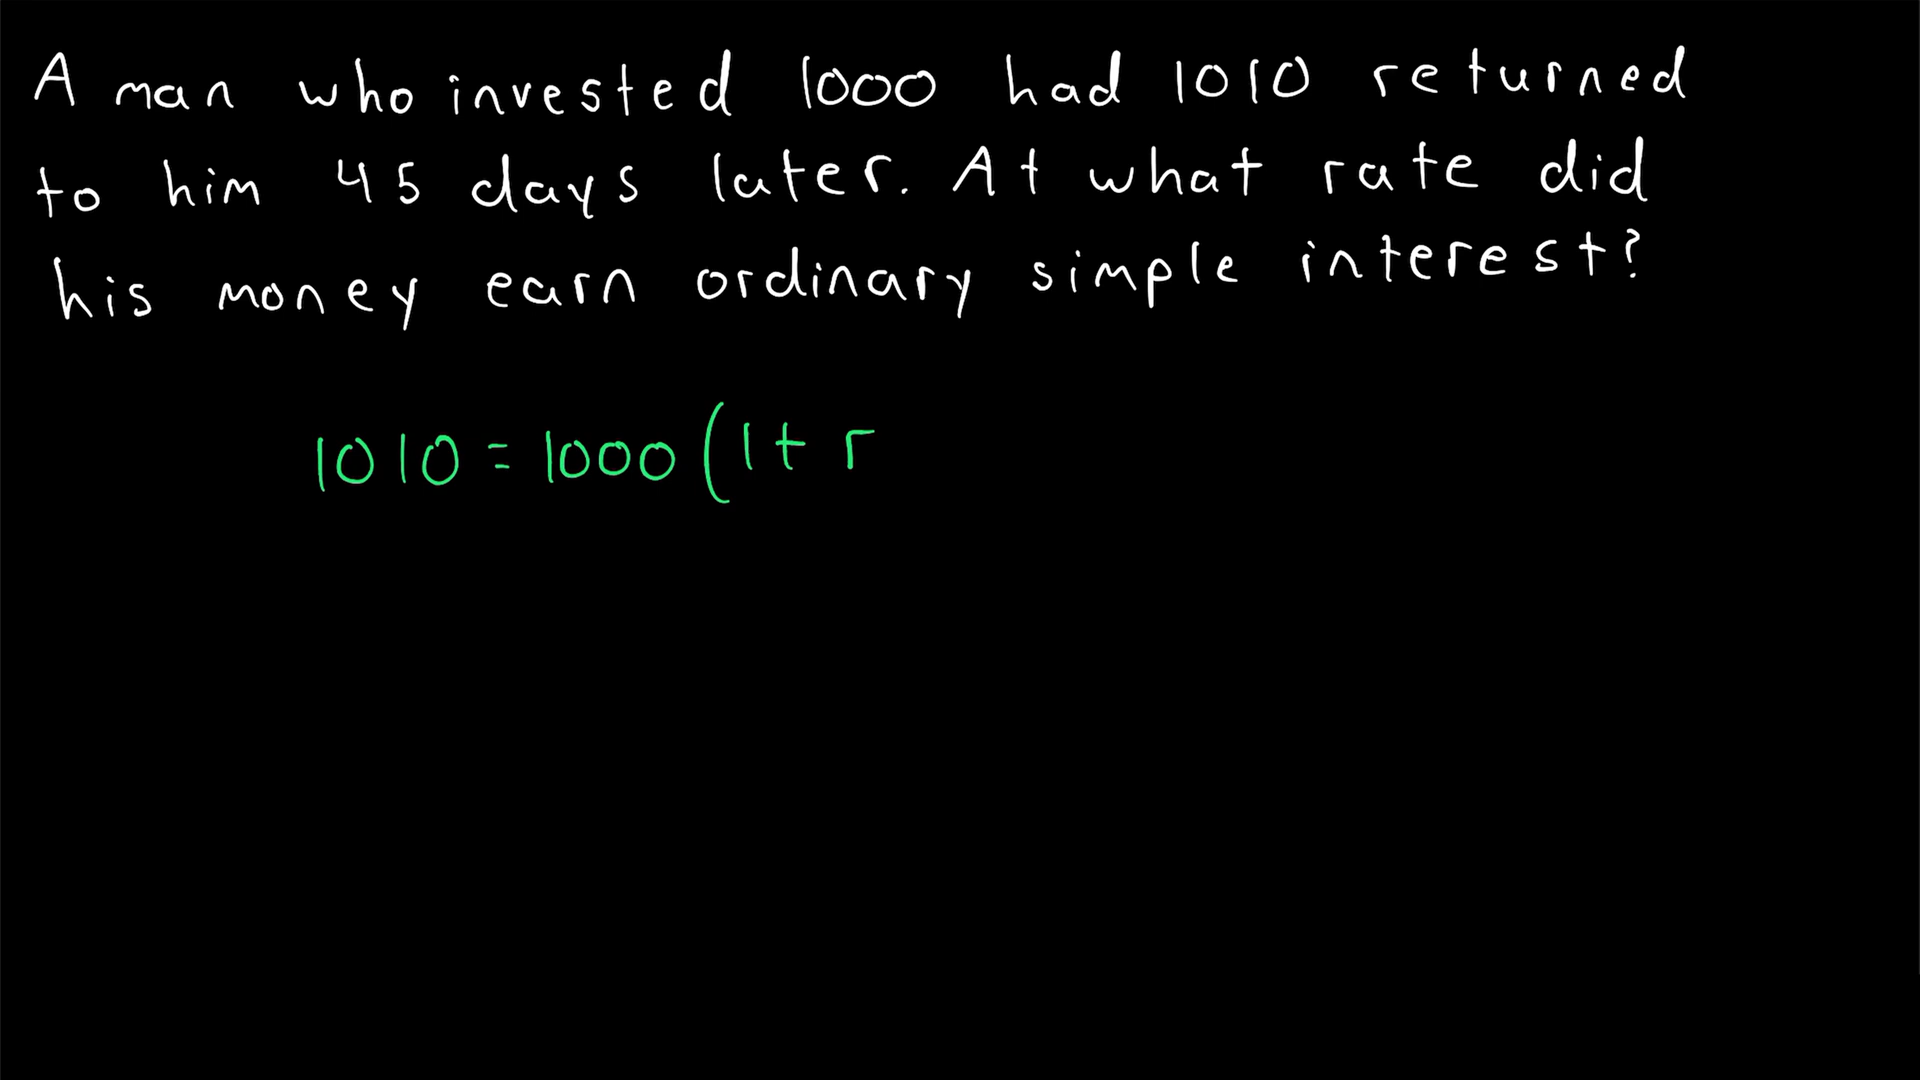 A man who invested 1000 had 1010 returned
to him 45 days later. At what rate did
his money earn ordinary simple interest?
1010 = 1000 (1 + r